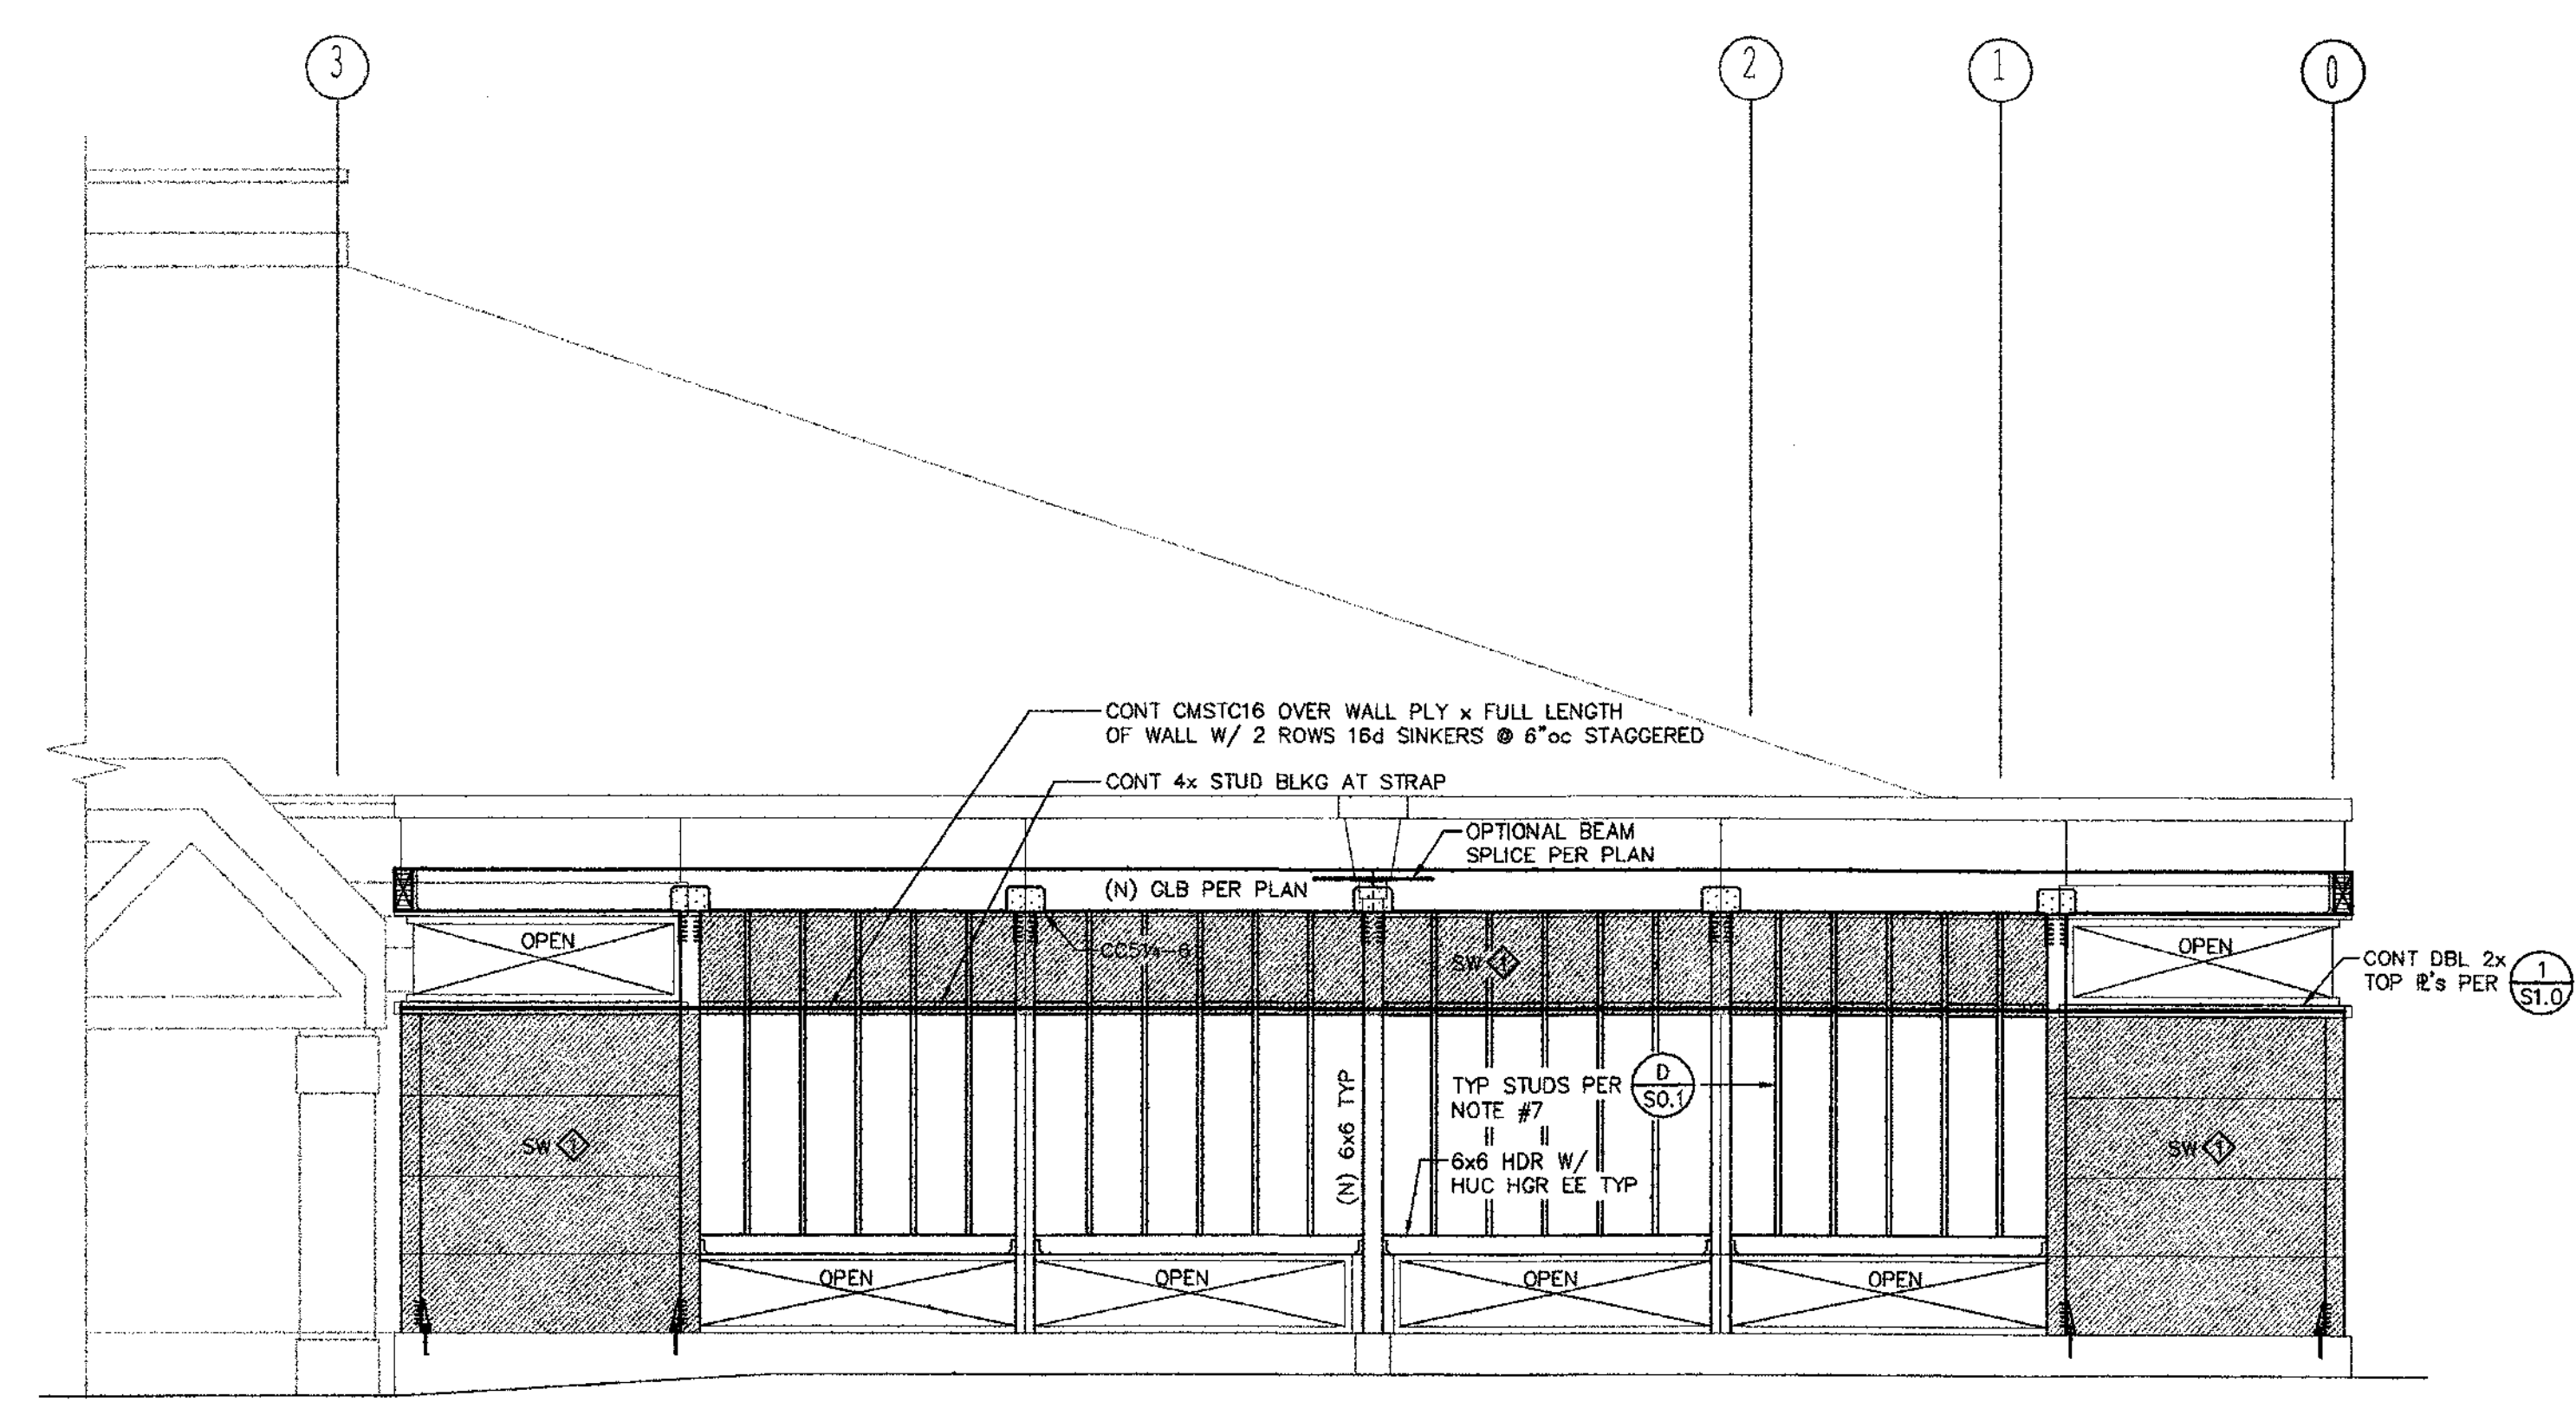 3
2
1
0
CONT CMSTC16 OVER WALL PLY x FULL LENGTH
OF WALL W/ 2 ROWS 16d SINKERS @ 6"oc STAGGERED
CONT 4x STUD BLKG AT STRAP
OPTIONAL BEAM
SPLICE PER PLAN
(N) GLB PER PLAN
OPEN
CC5¼-6
SW 1
OPEN
CONT DBL 2x
TOP ℄'s PER
1
S1.0
SW 1
(N) 6x6 TYP
TYP STUDS PER
NOTE #7
D
S0.1
6x6 HDR W/
HUC HGR EE TYP
SW 1
OPEN
OPEN
OPEN
OPEN